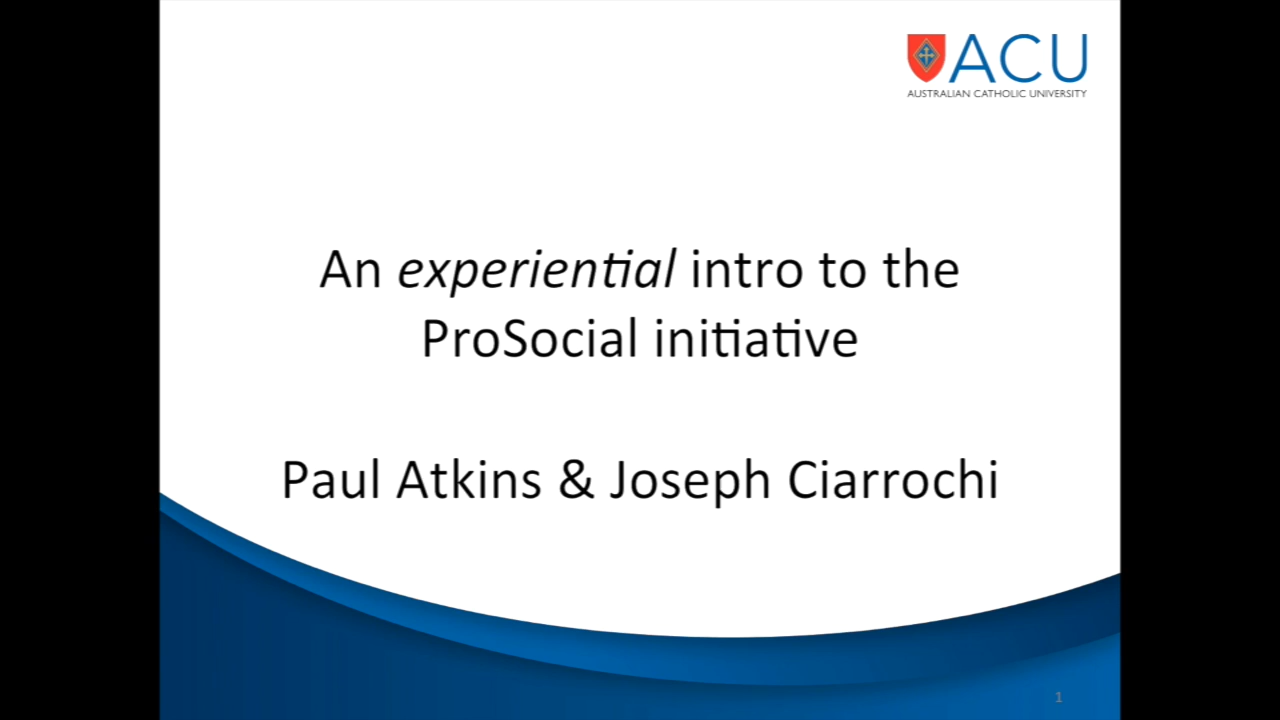 ACU
AUSTRALIAN CATHOLIC UNIVERSITY
An experiential intro to the
ProSocial initiative
Paul Atkins & Joseph Ciarrochi
1